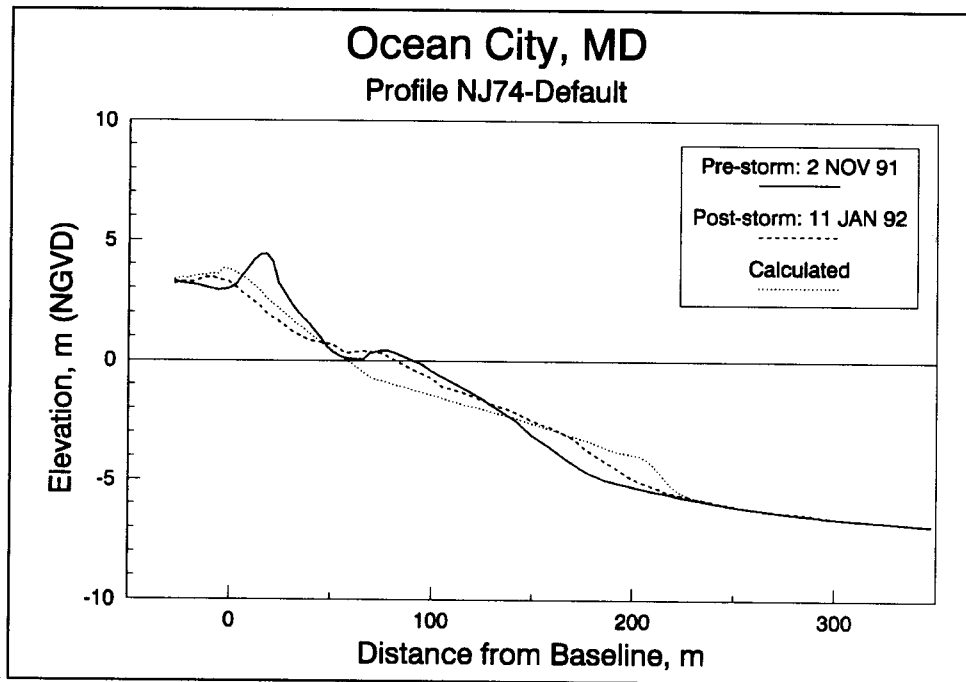 Ocean City, MD
Profile NJ74-Default
10
5
0
-5
-10
Elevation, m (NGVD)
Pre-storm: 2 NOV 91
Post-storm: 11 JAN 92
Calculated
0
100
200
300
Distance from Baseline, m